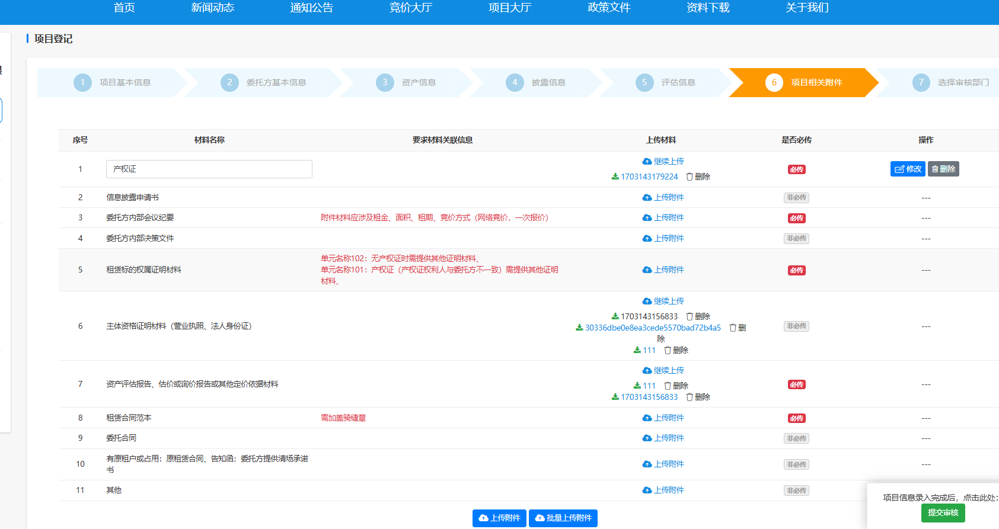 首页 新闻动态 通知公告 竞价大厅 项目大厅 政策文件 资料下载 关于我们
项目登记
1 项目基本信息 2 委托方基本信息 3 资产信息 4 披露信息 5 评估信息 6 项目相关附件 7 选择审核部门
序号 材料名称 要求材料关联信息 上传材料 是否必传 操作
继续上传
1 产权证 必传 修改 删除
1703143179224 删除
2 信息披露申请书 上传附件 非必传 ---
3 委托方内部会议纪要 附件材料应涉及租金、面积、租期、竞价方式（网络竞价，一次报价） 上传附件 必传 ---
4 委托方内部决策文件 上传附件 非必传 ---
单元名称102：无产权证时需提供其他证明材料、
5 租赁标的权属证明材料 单元名称101：产权证（产权证权利人与委托方不一致）需提供其他证明 上传附件 必传 ---
材料、
继续上传
1703143156833 删除
6 主体资格证明材料（营业执照、法人身份证） 30336dbe0e8ea3cede5570bad72b4a5 删 非必传 ---
除
111 删除
继续上传
7 资产评估报告、估价或询价报告或其他定价依据材料 111 删除 必传 ---
1703143156833 删除
8 租赁合同范本 需加盖骑缝章 上传附件 必传 ---
9 委托合同 上传附件 非必传 ---
10 有原租户或占用：原租赁合同、告知函；委托方提供清场承诺 上传附件 非必传 ---
书
11 其他 上传附件 非必传
项目信息录入完成后，点击此处：
提交审核
上传附件 批量上传附件